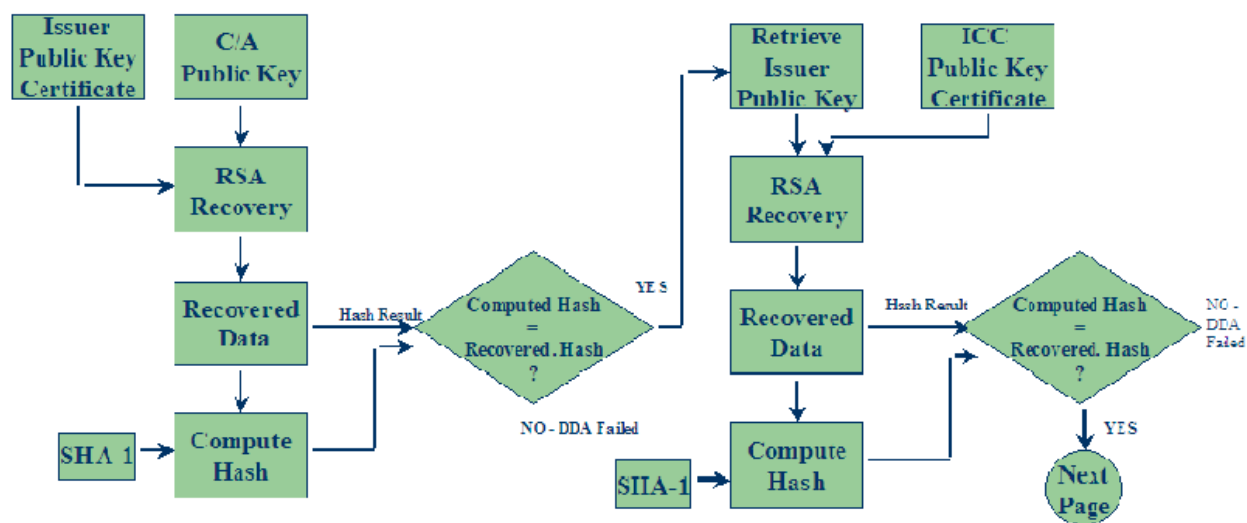 Issuer
Public Key
Certificate
C/A
Public Key
RSA
Recovery
Recovered
Data
Hash Result
SHA-1
Compute
Hash
Computed Hash
=
Recovered.Hash
?
YES
NO - DDA Failed
Retrieve
Issuer
Public Key
ICC
Public Key
Certificate
RSA
Recovery
Recovered
Data
Hash Result
SHA-1
Compute
Hash
Computed Hash
=
Recovered. Hash
?
NO -
DDA
Failed
YES
Next
Page